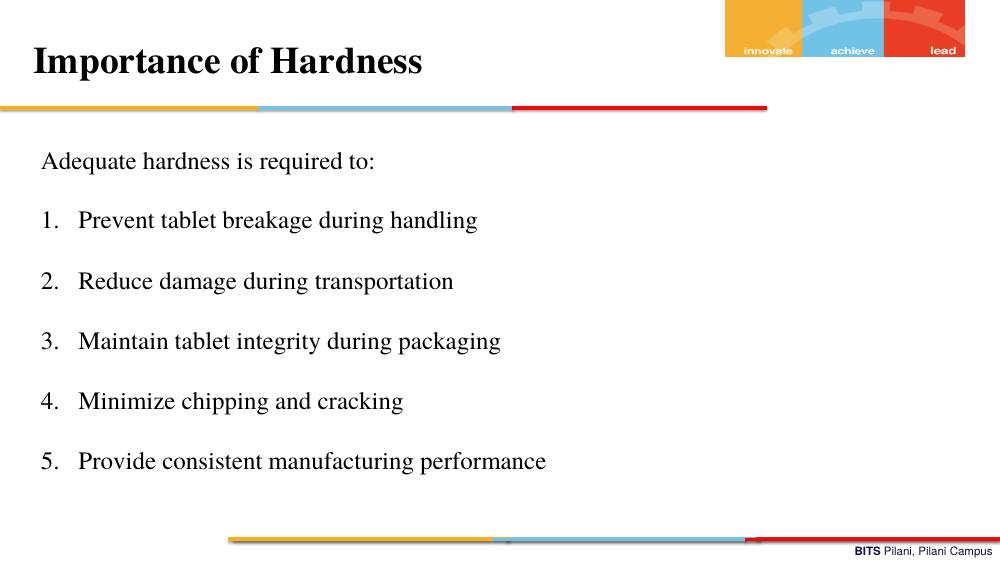 innovate achieve lead
Importance of Hardness
Adequate hardness is required to:
1. Prevent tablet breakage during handling
2. Reduce damage during transportation
3. Maintain tablet integrity during packaging
4. Minimize chipping and cracking
5. Provide consistent manufacturing performance
BITS Pilani, Pilani Campus